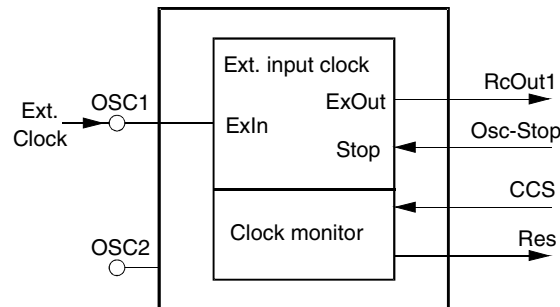 Ext.
Clock
OSC1
OSC2
Ext. input clock
ExOut
ExIn
Stop
Clock monitor
RcOut1
Osc-Stop
CCS
Res